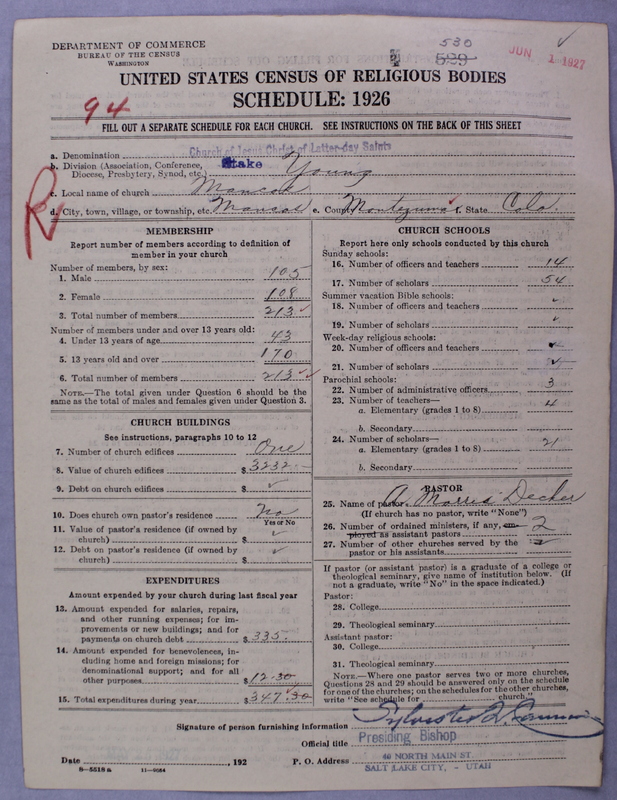 DEPARTMENT OF COMMERCE
BUREAU OF THE CENSUS
WASHINGTON
530
529
JUN 1 1927
UNITED STATES CENSUS OF RELIGIOUS BODIES
SCHEDULE: 1926
94
FILL OUT A SEPARATE SCHEDULE FOR EACH CHURCH. SEE INSTRUCTIONS ON THE BACK OF THIS SHEET
R
a. Denomination Church of Jesus Christ of Latter-day Saints
b. Division (Association, Conference, Diocese, Presbytery, Synod, etc.) Stake Young
c. Local name of church Mancos
d. City, town, village, or township, etc. Mancos e. County Montezuma f. State Colo.
MEMBERSHIP
Report number of members according to definition of
member in your church
Number of members, by sex:
1. Male 105
2. Female 108
3. Total number of members 213
Number of members under and over 13 years old:
4. Under 13 years of age 43
5. 13 years old and over 170
6. Total number of members 213
NOTE.—The total given under Question 6 should be
same as the total of males and females given under Question 3.
CHURCH BUILDINGS
See instructions, paragraphs 10 to 12
7. Number of church edifices One
8. Value of church edifices $ 3232.-
9. Debt on church edifices $ ✓
10. Does church own pastor's residence? No
Yes or No
11. Value of pastor's residence (if owned by
church) $ ✓
12. Debt on pastor's residence (if owned by
church) $ ✓
EXPENDITURES
Amount expended by your church during last fiscal year
13. Amount expended for salaries, repairs,
and other running expenses; for im-
provements or new buildings; and for
payments on church debt $ 335.
14. Amount expended for benevolences, in-
cluding home and foreign missions; for
denominational support; and for all
other purposes $ 12.30
15. Total expenditures during year $ 347.30
CHURCH SCHOOLS
Report here only schools conducted by this church
Sunday schools:
16. Number of officers and teachers 14
17. Number of scholars 54
Summer vacation Bible schools:
18. Number of officers and teachers ✓
19. Number of scholars ✓
Week-day religious schools:
20. Number of officers and teachers ✓
21. Number of scholars ✓
Parochial schools:
22. Number of administrative officers 3
23. Number of teachers—
a. Elementary (grades 1 to 8) 4
b. Secondary
24. Number of scholars—
a. Elementary (grades 1 to 8) 21
b. Secondary
PASTOR
25. Name of pastor A. Morris Decker
(If church has no pastor, write "None")
26. Number of ordained ministers, if any, em-
ployed as assistant pastors 2
27. Number of other churches served by the
pastor or his assistants
If pastor (or assistant pastor) is a graduate of a college or
theological seminary, give name of institution below. (If
not a graduate, write "No" in the space indicated.)
Pastor:
28. College
29. Theological seminary
Assistant pastor:
30. College
31. Theological seminary
NOTE.—Where one pastor serves two or more churches,
Questions 28 and 29 should be answered only on the schedule
for one of the churches; on the schedules for the other churches,
write "See schedule for church."
Signature of person furnishing information Sylvester Q. Cannon
Official title Presiding Bishop
Date , 192 P. O. Address 40 NORTH MAIN ST.
SALT LAKE CITY, - UTAH
8-5518a 11-9084